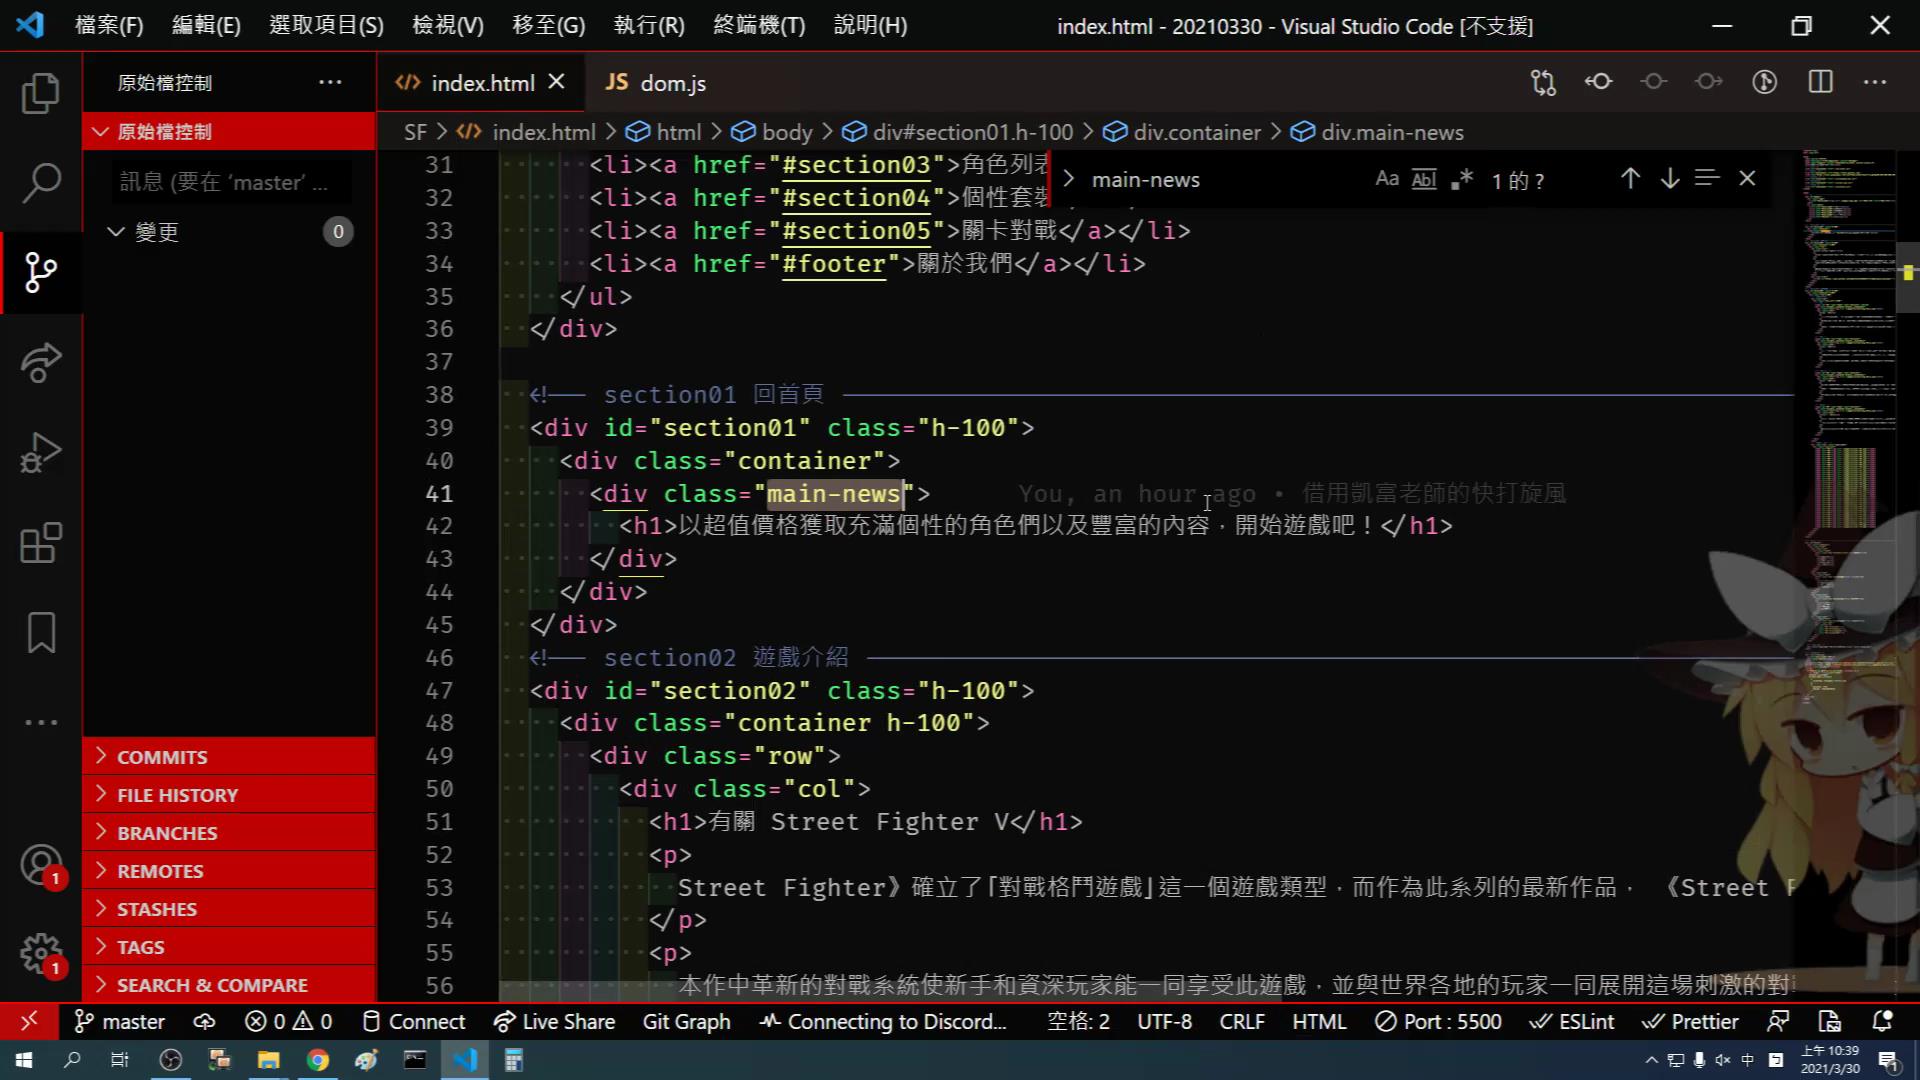 檔案(F) 編輯(E) 選取項目(S) 檢視(V) 移至(G) 執行(R) 終端機(T) 說明(H) index.html - 20210330 - Visual Studio Code [不支援]
原始檔控制
index.html
JS dom.js
原始檔控制
SF > index.html > html > body > div#section01.h-100 > div.container > div.main-news
訊息 (要在 'master' ...
變更 0
main-news Aa Abl .* 1 的 ?
31 <li><a href="#section03">角色列表
32 <li><a href="#section04">個性套裝
33 <li><a href="#section05">關卡對戰</a></li>
34 <li><a href="#footer">關於我們</a></li>
35 </ul>
36 </div>
37
38 <!-- section01 回首頁
39 <div id="section01" class="h-100">
40 <div class="container">
41 <div class="main-news"> You, an hour ago • 借用凱富老師的快打旋風
42 <h1>以超值價格獲取充滿個性的角色們以及豐富的內容，開始遊戲吧！</h1>
43 </div>
44 </div>
45 </div>
46 <!-- section02 遊戲介紹
47 <div id="section02" class="h-100">
48 <div class="container h-100">
49 <div class="row">
50 <div class="col">
51 <h1>有關 Street Fighter V</h1>
52 <p>
53 Street Fighter》確立了「對戰格鬥遊戲」這一個遊戲類型，而作為此系列的最新作品， 《Street
54 </p>
55 <p>
56 本作中革新的對戰系統使新手和資深玩家能一同享受此遊戲，並與世界各地的玩家一同展開這場刺激的對
COMMITS
FILE HISTORY
BRANCHES
REMOTES
STASHES
TAGS
SEARCH & COMPARE
1
1
master 0 0 Connect Live Share Git Graph Connecting to Discord... 空格: 2 UTF-8 CRLF HTML Port : 5500 ESLint Prettier
中 上午 10:39
2021/3/30
1